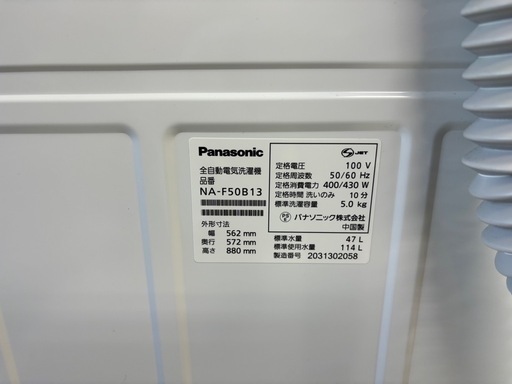 Panasonic
全自動電気洗濯機
品番
NA-F50B13
外形寸法
幅 562 mm
奥行 572 mm
高さ 880 mm
JET
定格電圧 100 V
定格周波数 50/60 Hz
定格消費電力 400/430 W
定格時間 洗いのみ 10分
標準洗濯容量 5.0 kg
PSE パナソニック株式会社
中国製
標準水量 47 L
標準使用水量 114 L
製造番号 2031302058